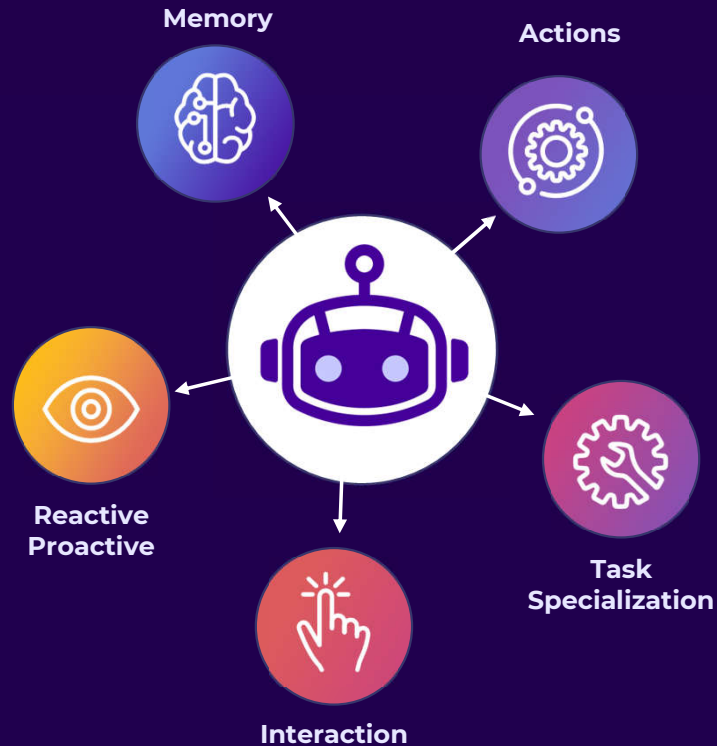 Memory
Actions
Reactive
Proactive
Task
Specialization
Interaction